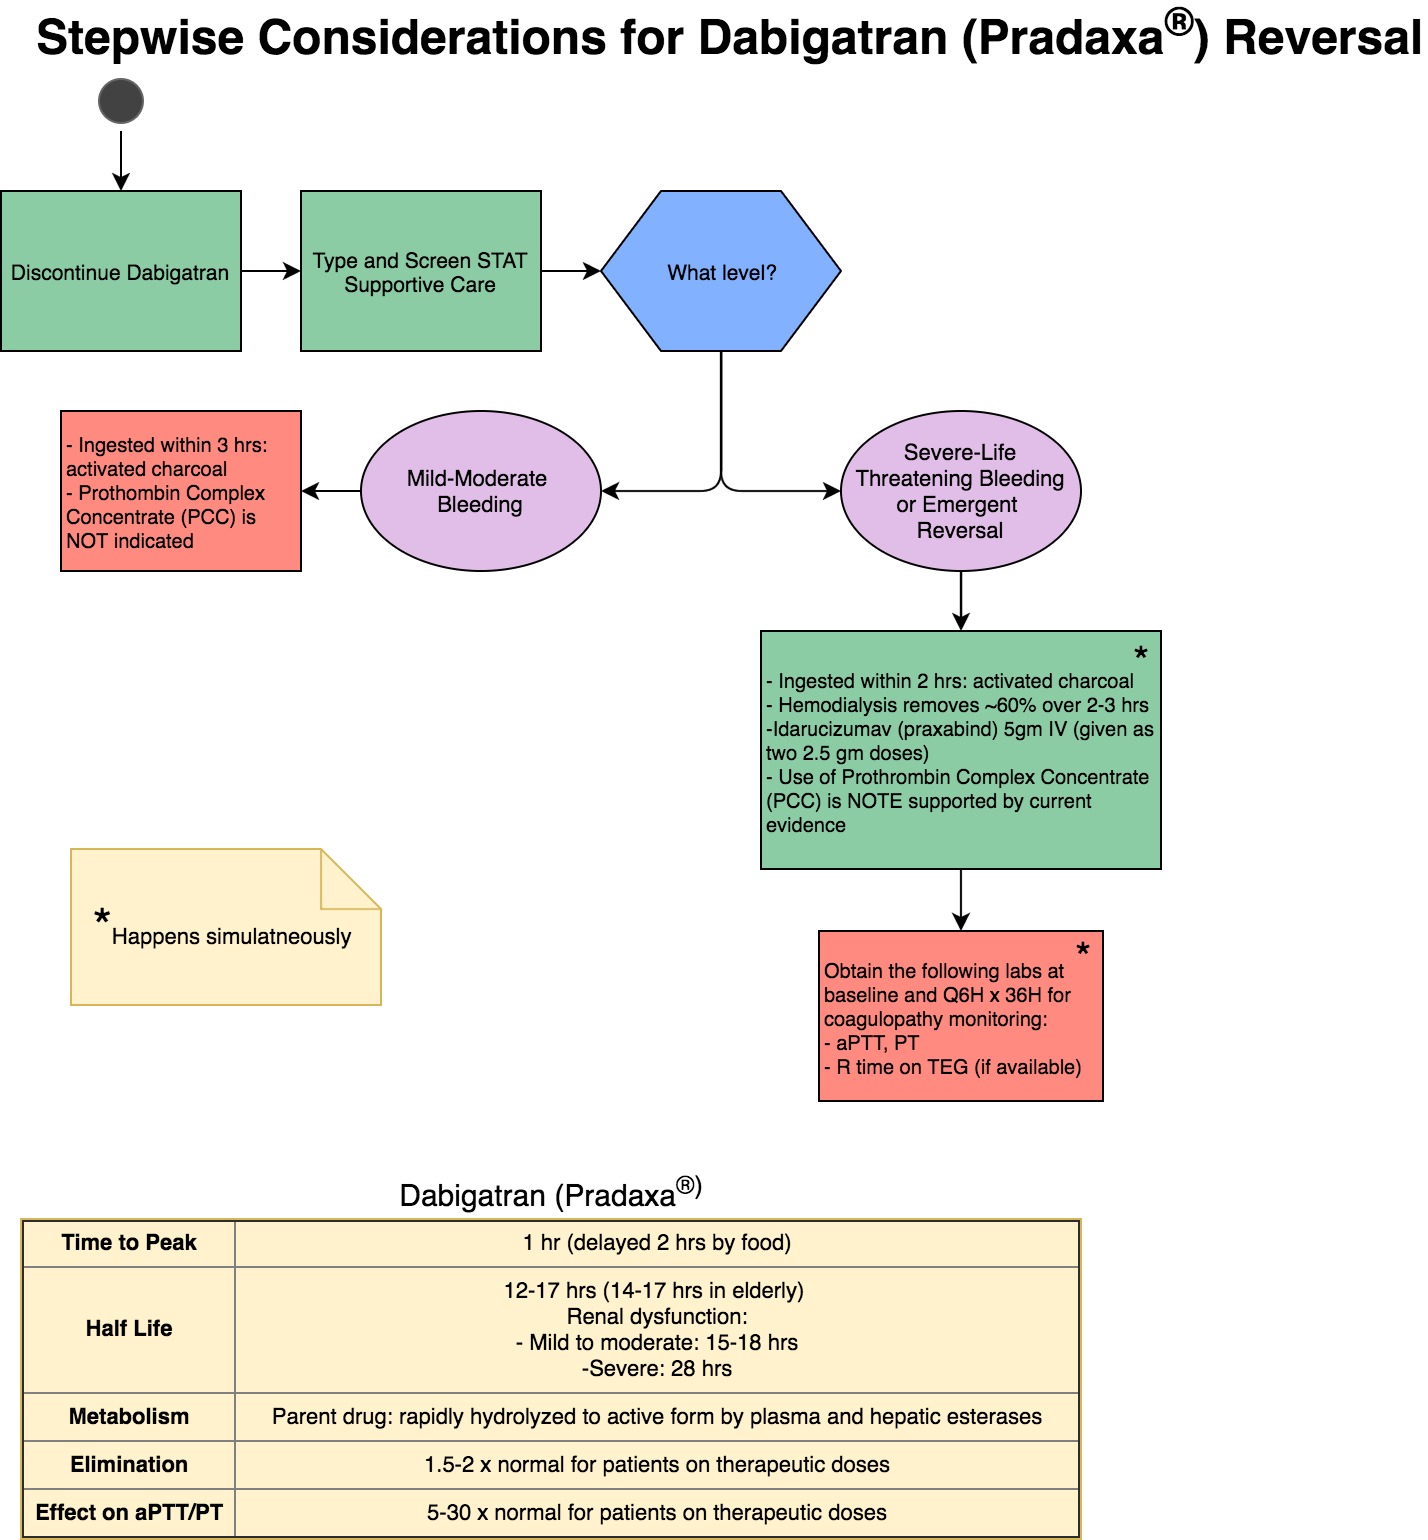 Stepwise Considerations for Dabigatran (Pradaxa®) Reversal
Discontinue Dabigatran
Type and Screen STAT
Supportive Care
What level?
- Ingested within 3 hrs:
activated charcoal
- Prothombin Complex
Concentrate (PCC) is
NOT indicated
Mild-Moderate
Bleeding
Severe-Life
Threatening Bleeding
or Emergent
Reversal
*
- Ingested within 2 hrs: activated charcoal
- Hemodialysis removes ~60% over 2-3 hrs
-Idarucizumav (praxabind) 5gm IV (given as
two 2.5 gm doses)
- Use of Prothrombin Complex Concentrate
(PCC) is NOTE supported by current
evidence
* Happens simulatneously
*
Obtain the following labs at
baseline and Q6H x 36H for
coagulopathy monitoring:
- aPTT, PT
- R time on TEG (if available)
Dabigatran (Pradaxa®)
Time to Peak
1 hr (delayed 2 hrs by food)
Half Life
12-17 hrs (14-17 hrs in elderly)
Renal dysfunction:
- Mild to moderate: 15-18 hrs
-Severe: 28 hrs
Metabolism
Parent drug: rapidly hydrolyzed to active form by plasma and hepatic esterases
Elimination
1.5-2 x normal for patients on therapeutic doses
Effect on aPTT/PT
5-30 x normal for patients on therapeutic doses